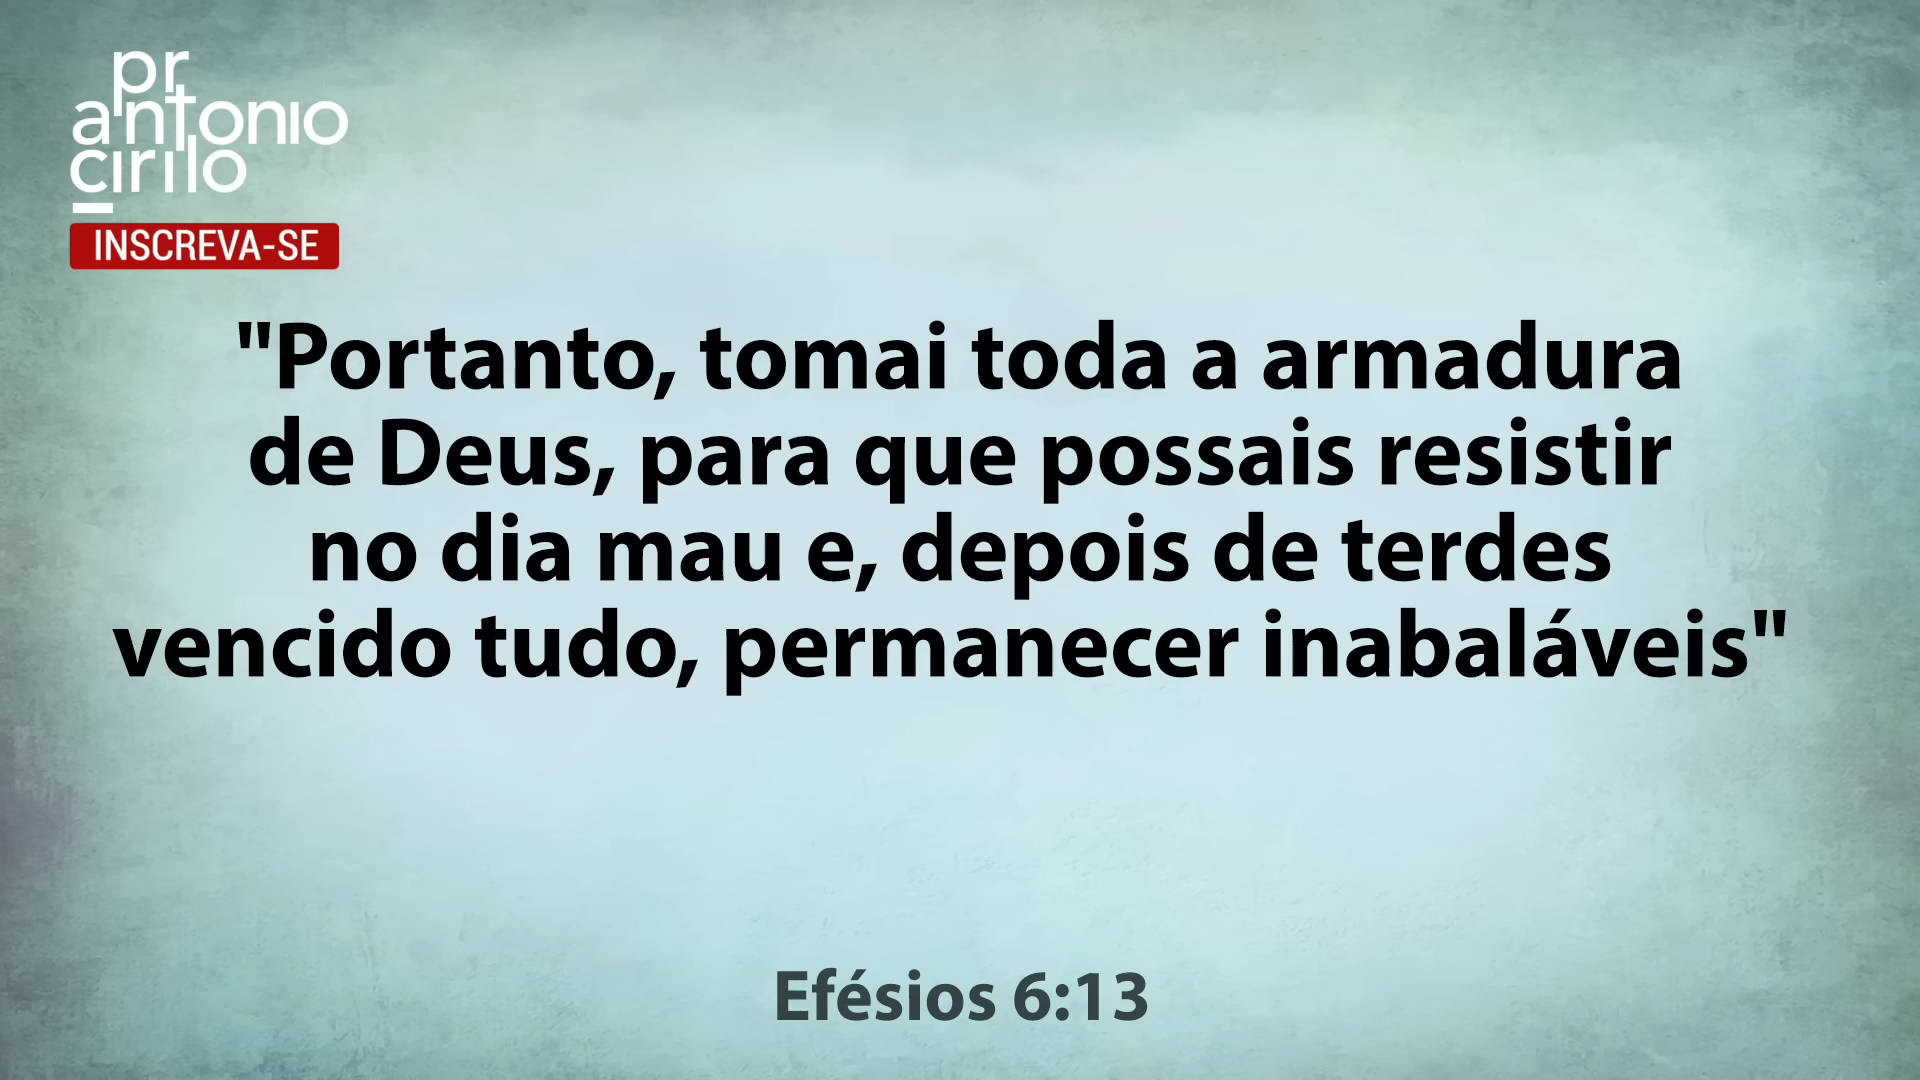 pr
antonio
cirilo
INSCREVA-SE
"Portanto, tomai toda a armadura
de Deus, para que possais resistir
no dia mau e, depois de terdes
vencido tudo, permanecer inabaláveis"
Efésios 6:13